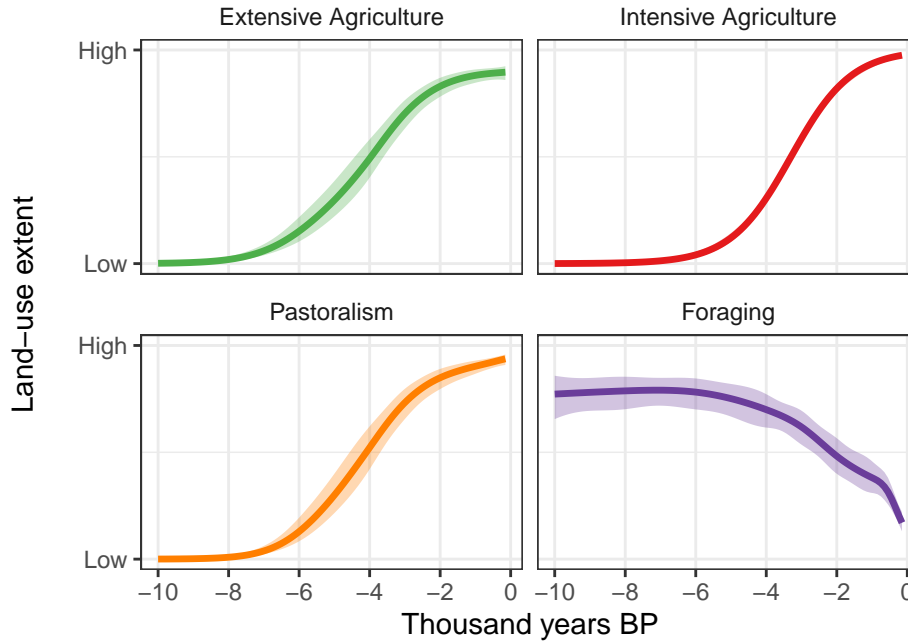 Extensive Agriculture
Intensive Agriculture
High
Low
Pastoralism
Foraging
High
Low
Land−use extent
−10 −8 −6 −4 −2 0
−10 −8 −6 −4 −2 0
Thousand years BP